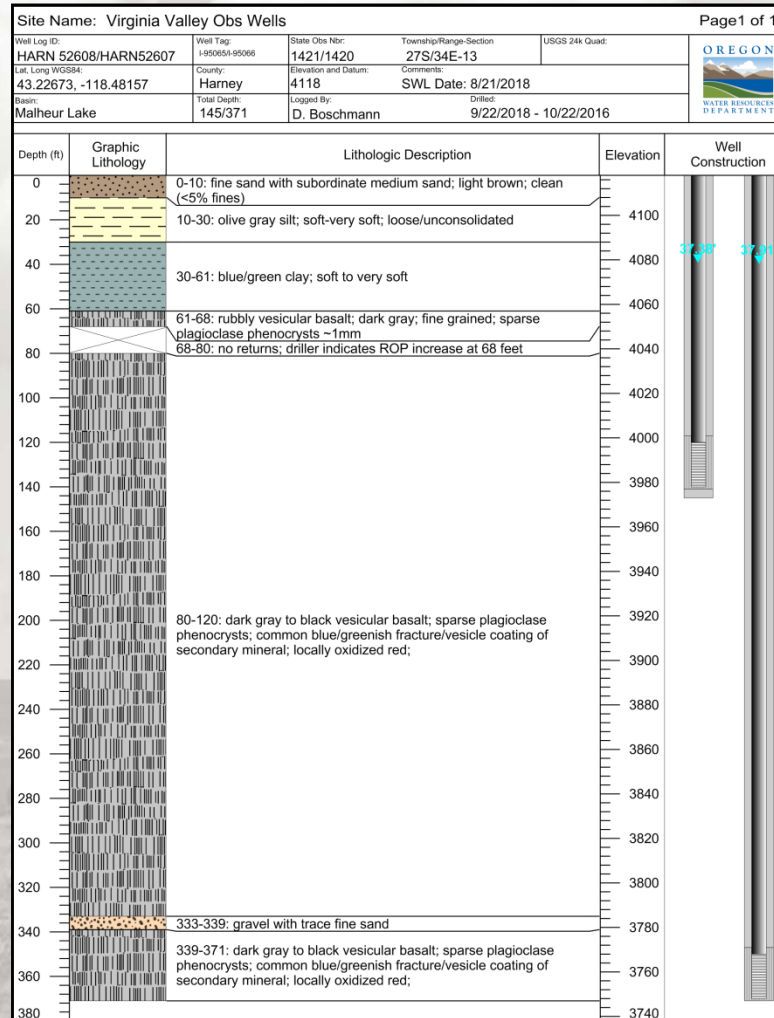 Site Name: Virginia Valley Obs Wells
Page1 of 1
Well Log ID:
HARN 52608/HARN52607
Well Tag:
I-95065/I-95066
State Obs Nbr:
1421/1420
Township/Range-Section
27S/34E-13
USGS 24k Quad:
Lat, Long WGS84:
43.22673, -118.48157
County:
Harney
Elevation and Datum:
4118
Comments:
SWL Date: 8/21/2018
Basin:
Malheur Lake
Total Depth:
145/371
Logged By:
D. Boschmann
Drilled:
9/22/2018 - 10/22/2016
OREGON
WATER RESOURCES
DEPARTMENT
Depth (ft)
Graphic
Lithology
Lithologic Description
Elevation
Well
Construction
0
20
40
60
80
100
120
140
160
180
200
220
240
260
280
300
320
340
360
380
0-10: fine sand with subordinate medium sand; light brown; clean
(<5% fines)
10-30: olive gray silt; soft-very soft; loose/unconsolidated
30-61: blue/green clay; soft to very soft
61-68: rubbly vesicular basalt; dark gray; fine grained; sparse
plagioclase phenocrysts ~1mm
68-80: no returns; driller indicates ROP increase at 68 feet
80-120: dark gray to black vesicular basalt; sparse plagioclase
phenocrysts; common blue/greenish fracture/vesicle coating of
secondary mineral; locally oxidized red;
333-339: gravel with trace fine sand
339-371: dark gray to black vesicular basalt; sparse plagioclase
phenocrysts; common blue/greenish fracture/vesicle coating of
secondary mineral; locally oxidized red;
4100
4080
4060
4040
4020
4000
3980
3960
3940
3920
3900
3880
3860
3840
3820
3800
3780
3760
3740
37.91'